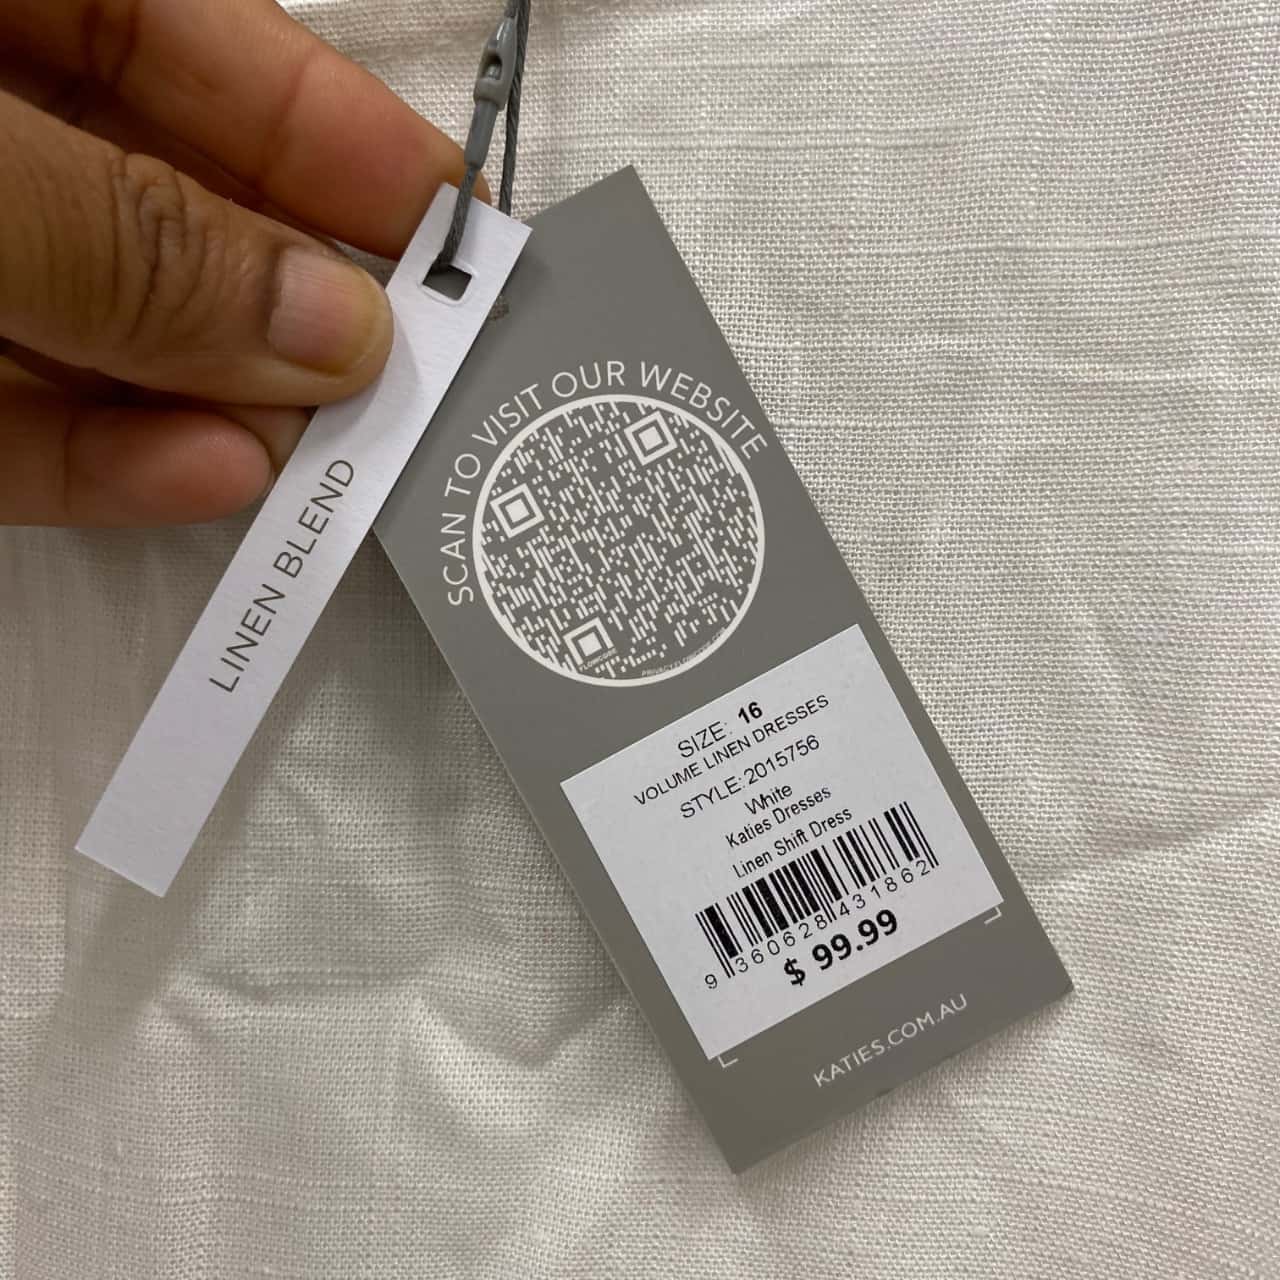 LINEN BLEND
SCAN TO VISIT OUR WEBSITE
FLOWCODE
SIZE: 16
VOLUME LINEN DRESSES
STYLE:2015756
White
Katies Dresses
Linen Shift Dress
9 360628 431862
$ 99.99
KATIES.COM.AU